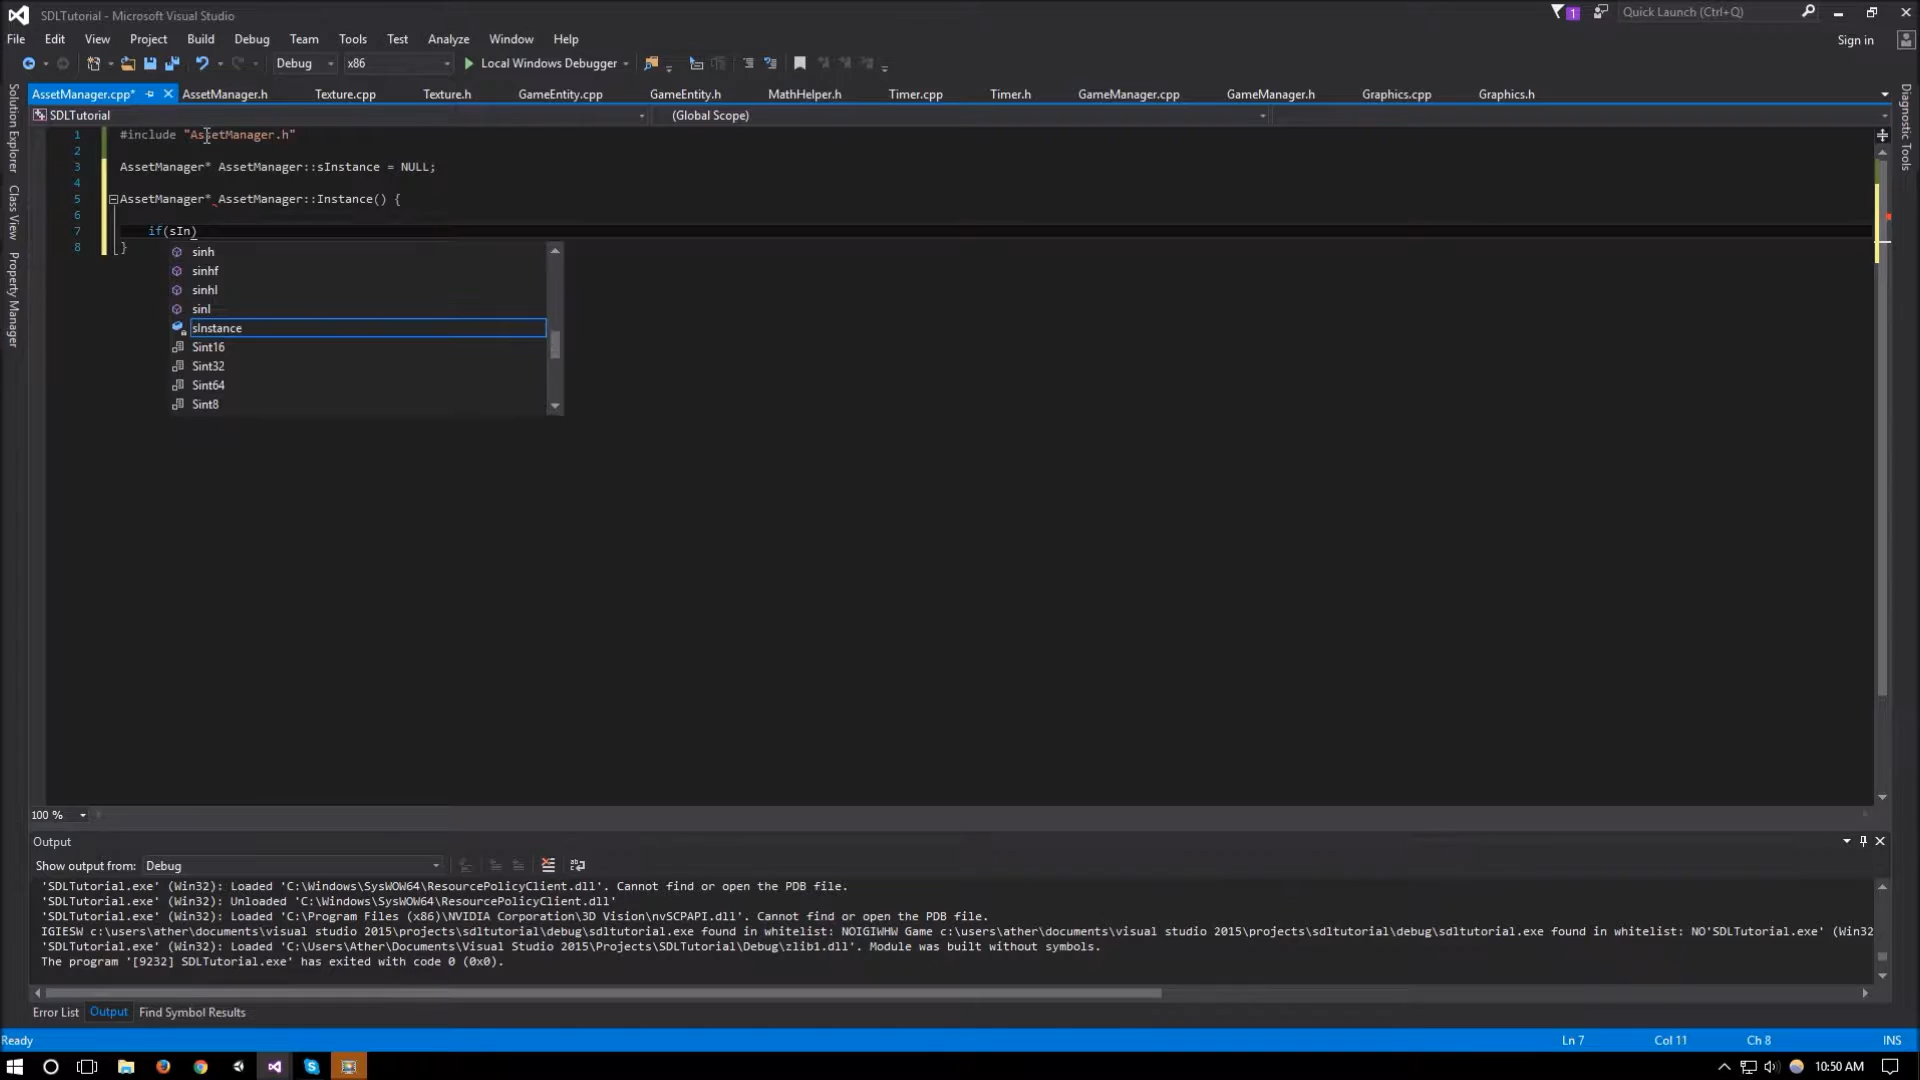 SDLTutorial - Microsoft Visual Studio
1
Quick Launch (Ctrl+Q)
File Edit View Project Build Debug Team Tools Test Analyze Window Help
Sign in
Debug x86 Local Windows Debugger
AssetManager.cpp* AssetManager.h Texture.cpp Texture.h GameEntity.cpp GameEntity.h MathHelper.h Timer.cpp Timer.h GameManager.cpp GameManager.h Graphics.cpp Graphics.h
SDLTutorial (Global Scope)
Solution Explorer
Class View
Property Manager
Diagnostic Tools
1 #include "AssetManager.h"
2
3 AssetManager* AssetManager::sInstance = NULL;
4
5 AssetManager* AssetManager::Instance() {
6
7 if(sIn)
8 }
sinh
sinhf
sinhl
sinl
sInstance
Sint16
Sint32
Sint64
Sint8
100 %
Output
Show output from: Debug
'SDLTutorial.exe' (Win32): Loaded 'C:\Windows\SysWOW64\ResourcePolicyClient.dll'. Cannot find or open the PDB file.
'SDLTutorial.exe' (Win32): Unloaded 'C:\Windows\SysWOW64\ResourcePolicyClient.dll'
'SDLTutorial.exe' (Win32): Loaded 'C:\Program Files (x86)\NVIDIA Corporation\3D Vision\nvSCPAPI.dll'. Cannot find or open the PDB file.
IGIESW c:\users\ather\documents\visual studio 2015\projects\sdltutorial\debug\sdltutorial.exe found in whitelist: NOIGIWHW Game c:\users\ather\documents\visual studio 2015\projects\sdltutorial\debug\sdltutorial.exe found in whitelist: NO'SDLTutorial.exe' (Win32
'SDLTutorial.exe' (Win32): Loaded 'C:\Users\Ather\Documents\Visual Studio 2015\Projects\SDLTutorial\Debug\zlib1.dll'. Module was built without symbols.
The program '[9232] SDLTutorial.exe' has exited with code 0 (0x0).
Error List Output Find Symbol Results
Ready Ln 7 Col 11 Ch 8 INS
10:50 AM